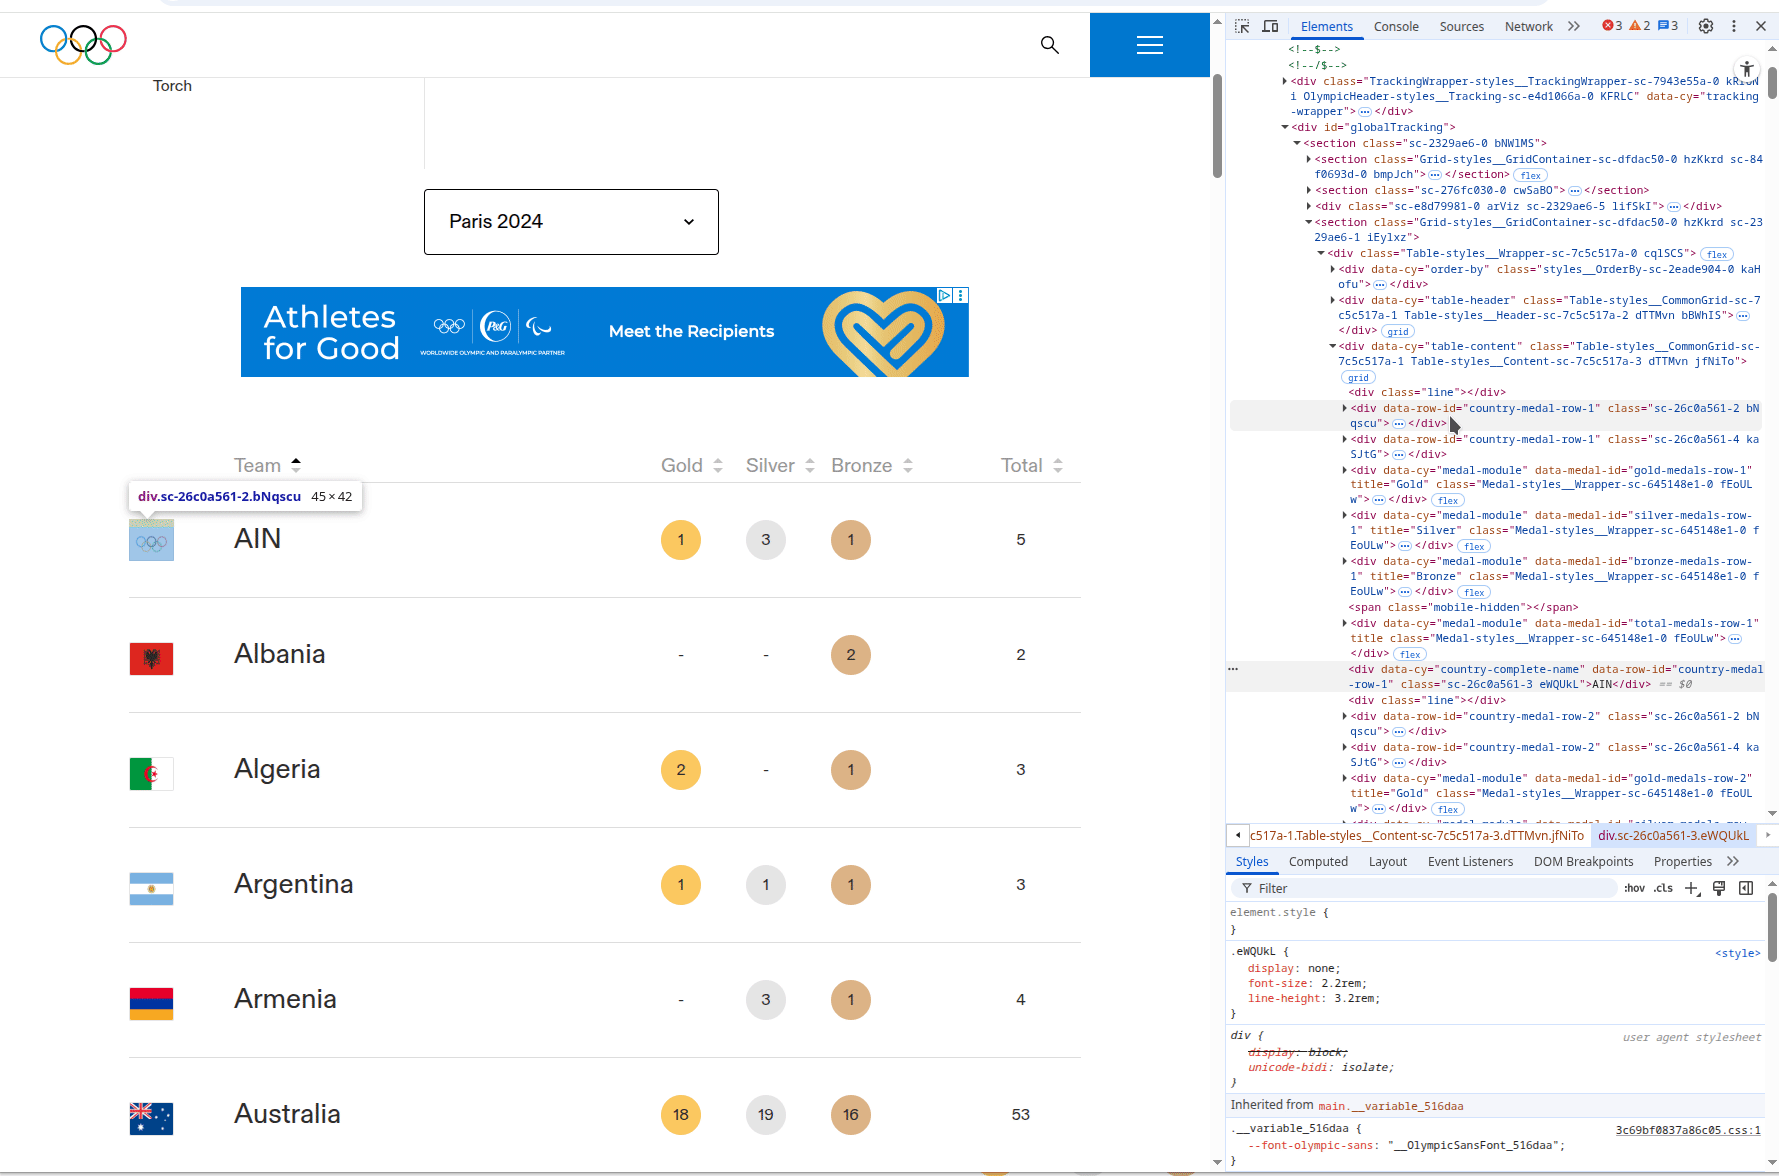 Torch
Paris 2024
Athletes
for Good
P&G
WORLDWIDE OLYMPIC AND PARALYMPIC PARTNER
Meet the Recipients
Team Gold Silver Bronze Total
div.sc-26c0a561-2.bNqscu 45 × 42
AIN 1 3 1 5
Albania - - 2 2
Algeria 2 - 1 3
Argentina 1 1 1 3
Armenia - 3 1 4
Australia 18 19 16 53
Elements Console Sources Network 3 2 3
<!--$-->
<!--/$-->
<div class="TrackingWrapper-styles__TrackingWrapper-sc-7943e55a-0
i OlympicHeader-styles__Tracking-sc-e4d1066a-0 KFRLC" data-cy="tracking
-wrapper"> </div>
<div id="globalTracking">
<section class="sc-2329ae6-0 bNWlMS">
<section class="Grid-styles__GridContainer-sc-dfdac50-0 hzKkrd sc-84
f0693d-0 bmpJch"> </section> flex
<section class="sc-276fc030-0 cwSaBO"> </section>
<div class="sc-e8d79981-0 arViz sc-2329ae6-5 lifSkI"> </div>
<section class="Grid-styles__GridContainer-sc-dfdac50-0 hzKkrd sc-23
29ae6-1 iEylxz">
<div class="Table-styles__Wrapper-sc-7c5c517a-0 cqlSCS"> flex
<div data-cy="order-by" class="styles__OrderBy-sc-2eade904-0 kaH
ofu"> </div>
<div data-cy="table-header" class="Table-styles__CommonGrid-sc-7
c5c517a-1 Table-styles__Header-sc-7c5c517a-2 dTTMvn bBWhIS">
</div> grid
<div data-cy="table-content" class="Table-styles__CommonGrid-sc-
7c5c517a-1 Table-styles__Content-sc-7c5c517a-3 dTTMvn jfNiTo">
grid
<div class="line"></div>
<div data-row-id="country-medal-row-1" class="sc-26c0a561-2 bN
qscu"> </div>
<div data-row-id="country-medal-row-1" class="sc-26c0a561-4 ka
SJtG"> </div>
<div data-cy="medal-module" data-medal-id="gold-medals-row-1"
title="Gold" class="Medal-styles__Wrapper-sc-645148e1-0 fEoUL
w"> </div> flex
<div data-cy="medal-module" data-medal-id="silver-medals-row-
1" title="Silver" class="Medal-styles__Wrapper-sc-645148e1-0 f
EoULw"> </div> flex
<div data-cy="medal-module" data-medal-id="bronze-medals-row-
1" title="Bronze" class="Medal-styles__Wrapper-sc-645148e1-0 f
EoULw"> </div> flex
<span class="mobile-hidden"></span>
<div data-cy="medal-module" data-medal-id="total-medals-row-1"
title class="Medal-styles__Wrapper-sc-645148e1-0 fEoULw">
</div> flex
<div data-cy="country-complete-name" data-row-id="country-medal
-row-1" class="sc-26c0a561-3 eWQUkL">AIN</div> == $0
<div class="line"></div>
<div data-row-id="country-medal-row-2" class="sc-26c0a561-2 bN
qscu"> </div>
<div data-row-id="country-medal-row-2" class="sc-26c0a561-4 ka
SJtG"> </div>
<div data-cy="medal-module" data-medal-id="gold-medals-row-2"
title="Gold" class="Medal-styles__Wrapper-sc-645148e1-0 fEoUL
w"> </div> flex
c517a-1.Table-styles__Content-sc-7c5c517a-3.dTTMvn.jfNiTo div.sc-26c0a561-3.eWQUkL
Styles Computed Layout Event Listeners DOM Breakpoints Properties
Filter :hov .cls
element.style {
}
.eWQUkL { <style>
display: none;
font-size: 2.2rem;
line-height: 3.2rem;
}
div { user agent stylesheet
display: block;
unicode-bidi: isolate;
}
Inherited from main.__variable_516daa
.__variable_516daa { 3c69bf0837a86c05.css:1
--font-olympic-sans: "__OlympicSansFont_516daa";
}